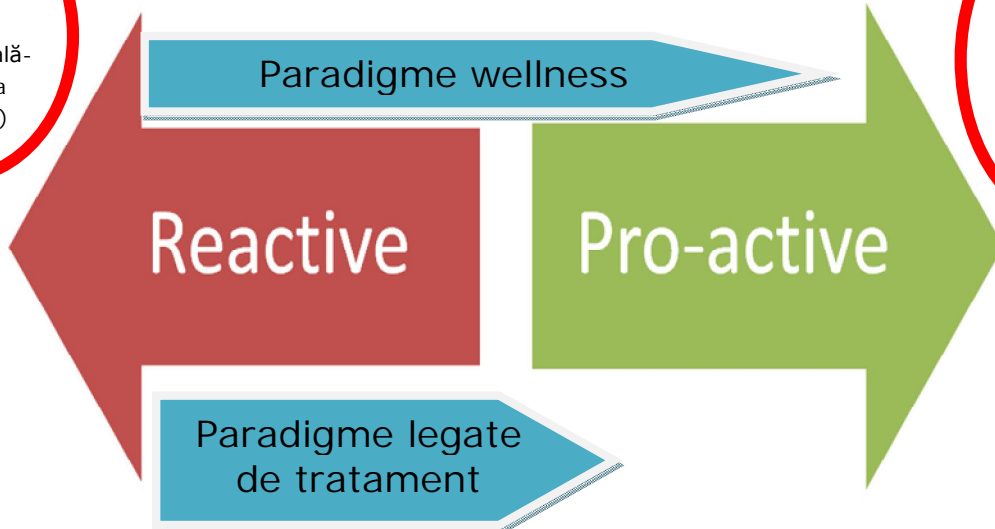 Paradigme wellness
Reactive
Pro-active
Paradigme legate
de tratament